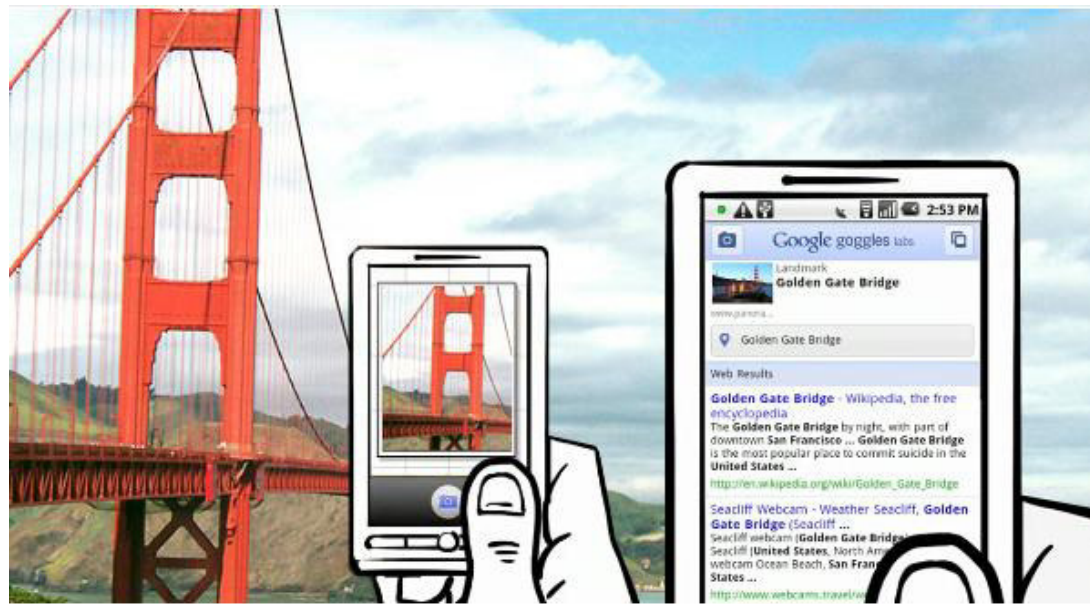 2:53 PM
Google goggles labs
Landmark
Golden Gate Bridge
Golden Gate Bridge
Web Results
Golden Gate Bridge - Wikipedia, the free
encyclopedia
The Golden Gate Bridge by night, with part of
downtown San Francisco ... Golden Gate Bridge
is the most popular place to commit suicide in the
United States ...
http://en.wikipedia.org/wiki/Golden_Gate_Bridge
Seacliff Webcam - Weather Seacliff, Golden
Gate Bridge (Seacliff ...
Seacliff webcam (Golden Gate Bridge
Seacliff (United States, North
webcam Ocean Beach, San
States ...
http://www.webcams.travel/